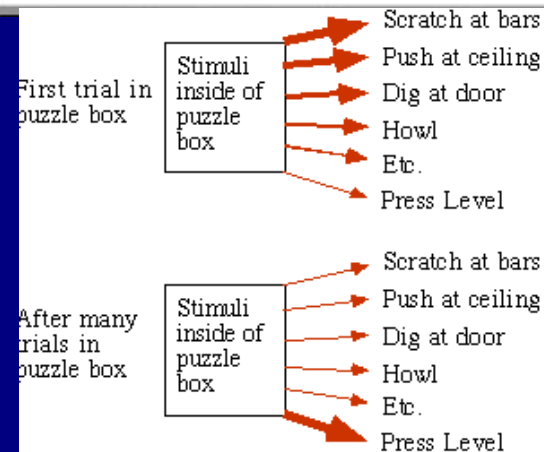 First trial in
puzzle box
Stimuli
inside of
puzzle
box
Scratch at bars
Push at ceiling
Dig at door
Howl
Etc.
Press Level
After many
trials in
puzzle box
Stimuli
inside of
puzzle
box
Scratch at bars
Push at ceiling
Dig at door
Howl
Etc.
Press Level